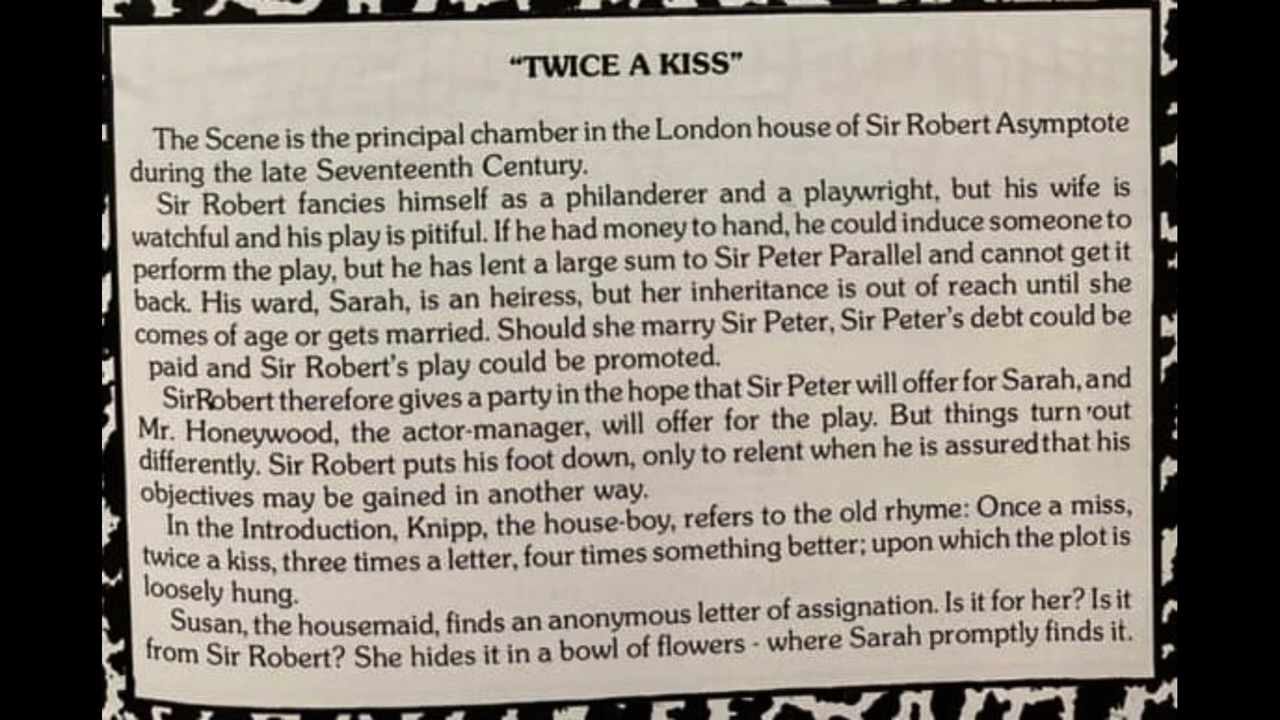 “TWICE A KISS”
The Scene is the principal chamber in the London house of Sir Robert Asymptote
during the late Seventeenth Century.
Sir Robert fancies himself as a philanderer and a playwright, but his wife is
watchful and his play is pitiful. If he had money to hand, he could induce someone to
perform the play, but he has lent a large sum to Sir Peter Parallel and cannot get it
back. His ward, Sarah, is an heiress, but her inheritance is out of reach until she
comes of age or gets married. Should she marry Sir Peter, Sir Peter’s debt could be
paid and Sir Robert’s play could be promoted.
Sir Robert therefore gives a party in the hope that Sir Peter will offer for Sarah, and
Mr. Honeywood, the actor-manager, will offer for the play. But things turn out
differently. Sir Robert puts his foot down, only to relent when he is assured that his
objectives may be gained in another way.
In the Introduction, Knipp, the house-boy, refers to the old rhyme: Once a miss,
twice a kiss, three times a letter, four times something better; upon which the plot is
loosely hung.
Susan, the housemaid, finds an anonymous letter of assignation. Is it for her? Is it
from Sir Robert? She hides it in a bowl of flowers - where Sarah promptly finds it.